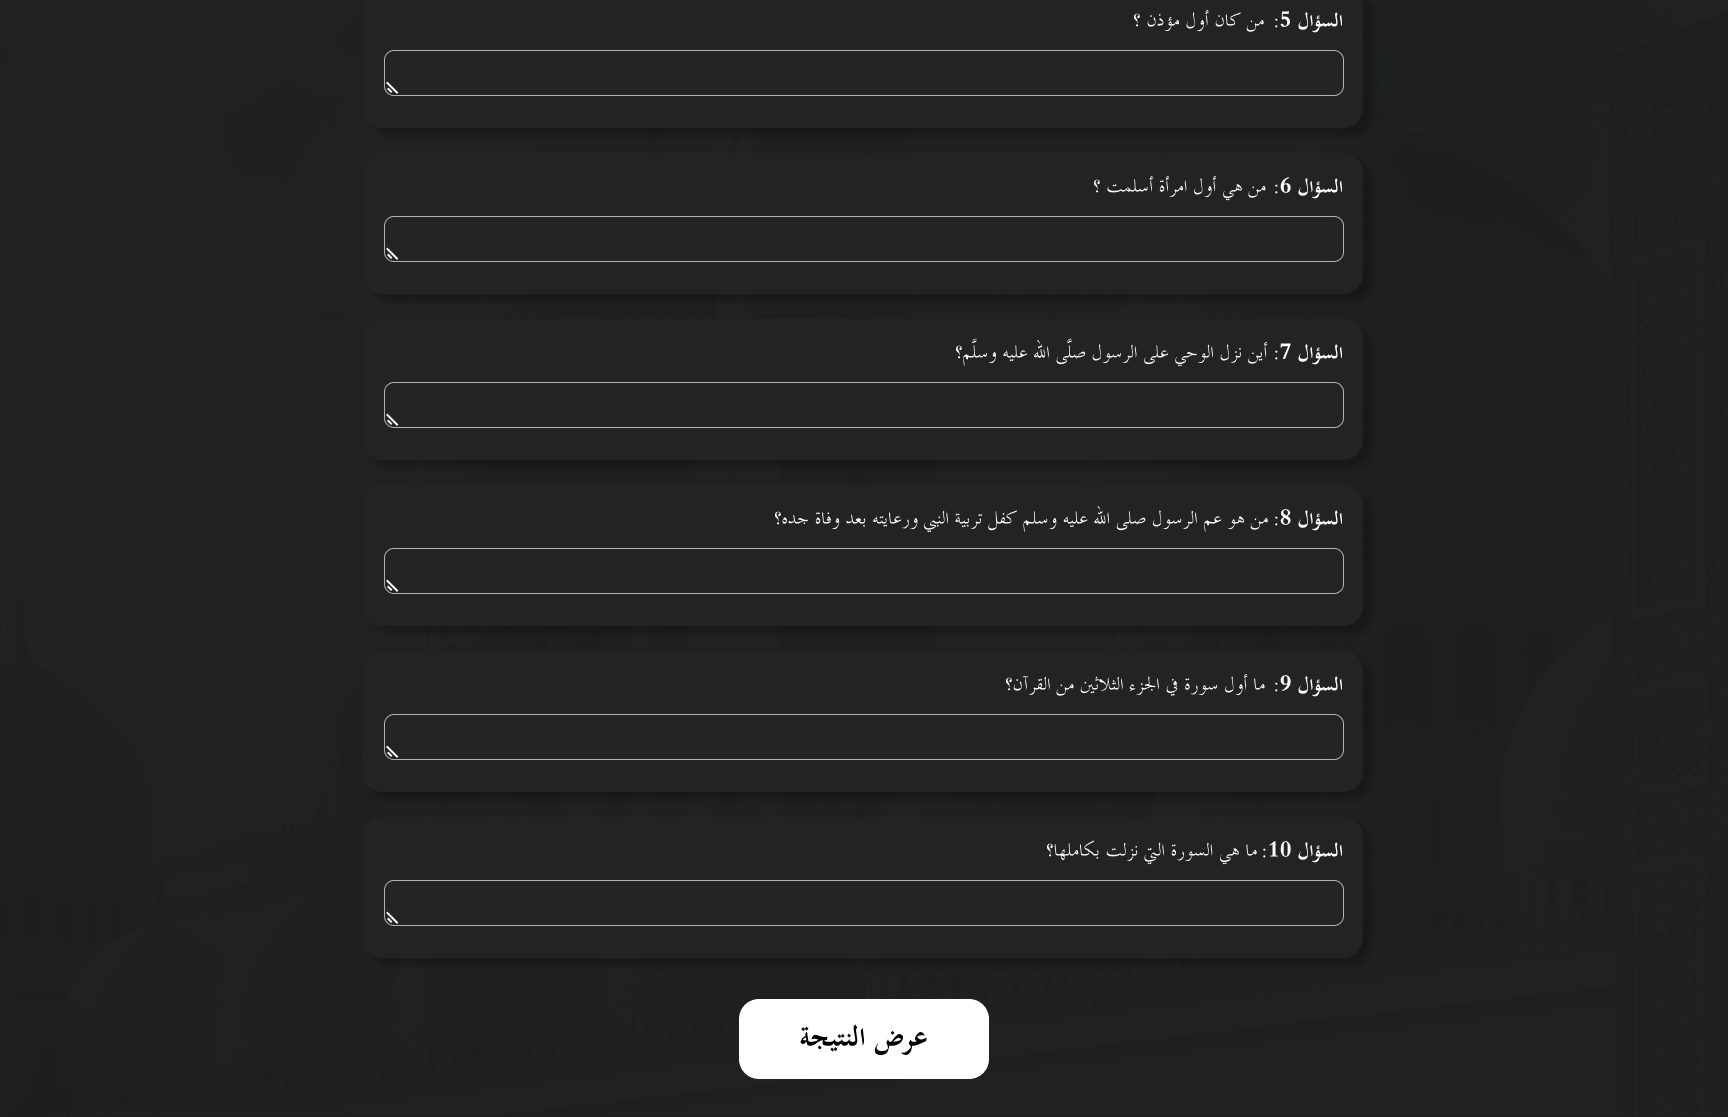 السؤال 5: من كان أول مؤذن ؟
السؤال 6: من هي أول امرأة أسلمت ؟
السؤال 7: أين نزل الوحي على الرسول صلَّى الله عليه وسلَّم؟
السؤال 8: من هو عم الرسول صلى الله عليه وسلم كفل تربية النبي ورعايته بعد وفاة جده؟
السؤال 9: ما أول سورة في الجزء الثلاثين من القرآن؟
السؤال 10: ما هي السورة التي نزلت بكاملها؟
عرض النتيجة